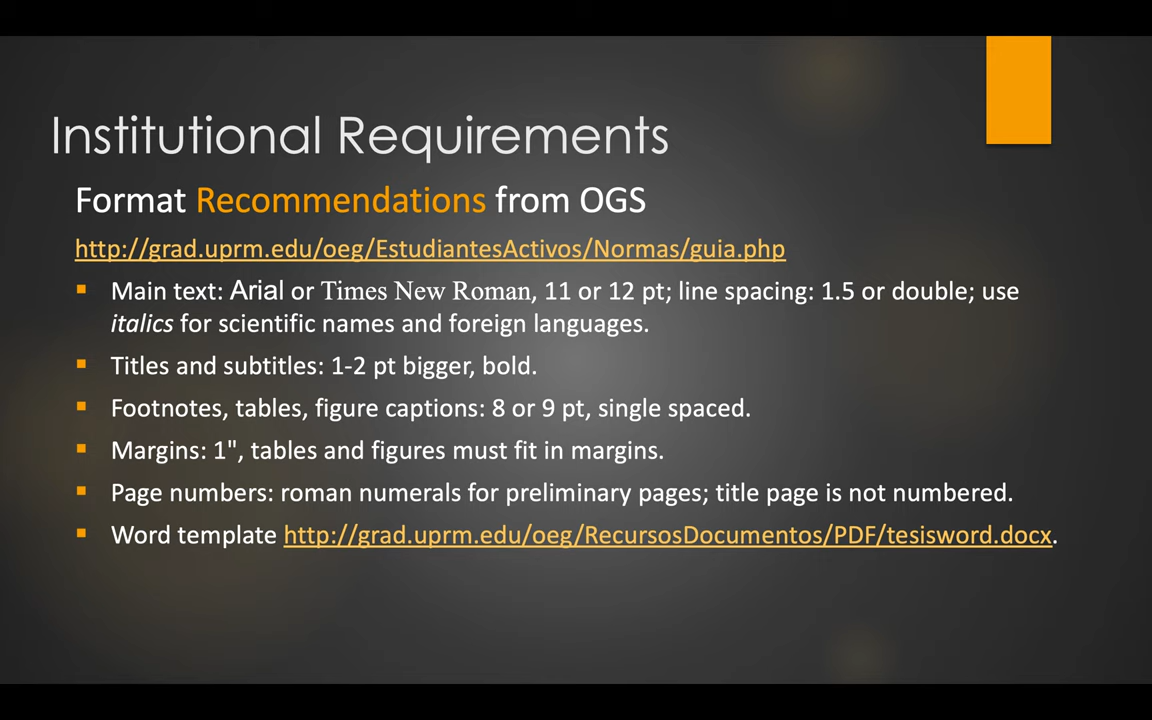 Institutional Requirements
Format Recommendations from OGS
http://grad.uprm.edu/oeg/EstudiantesActivos/Normas/guia.php
Main text: Arial or Times New Roman, 11 or 12 pt; line spacing: 1.5 or double; use
italics for scientific names and foreign languages.
Titles and subtitles: 1-2 pt bigger, bold.
Footnotes, tables, figure captions: 8 or 9 pt, single spaced.
Margins: 1", tables and figures must fit in margins.
Page numbers: roman numerals for preliminary pages; title page is not numbered.
Word template http://grad.uprm.edu/oeg/RecursosDocumentos/PDF/tesisword.docx.